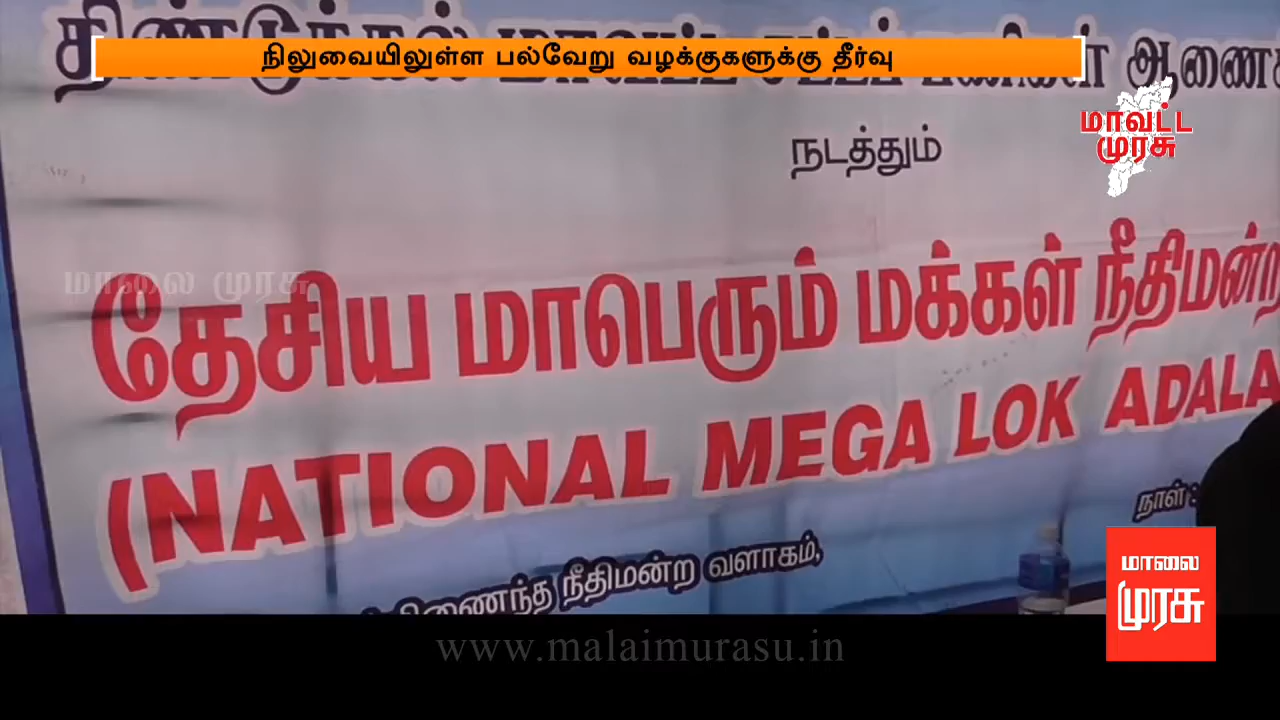 நிலுவையிலுள்ள பல்வேறு வழக்குகளுக்கு தீர்வு
நடத்தும்
மாவட்ட
முரசு
மாலை முரசு
தேசிய மாபெரும் மக்கள் நீதிமன்ற
(NATIONAL MEGA LOK ADALA
நாள் :
நீதிமன்ற வளாகம்,
மாலை
முரசு
www.malaimurasu.in